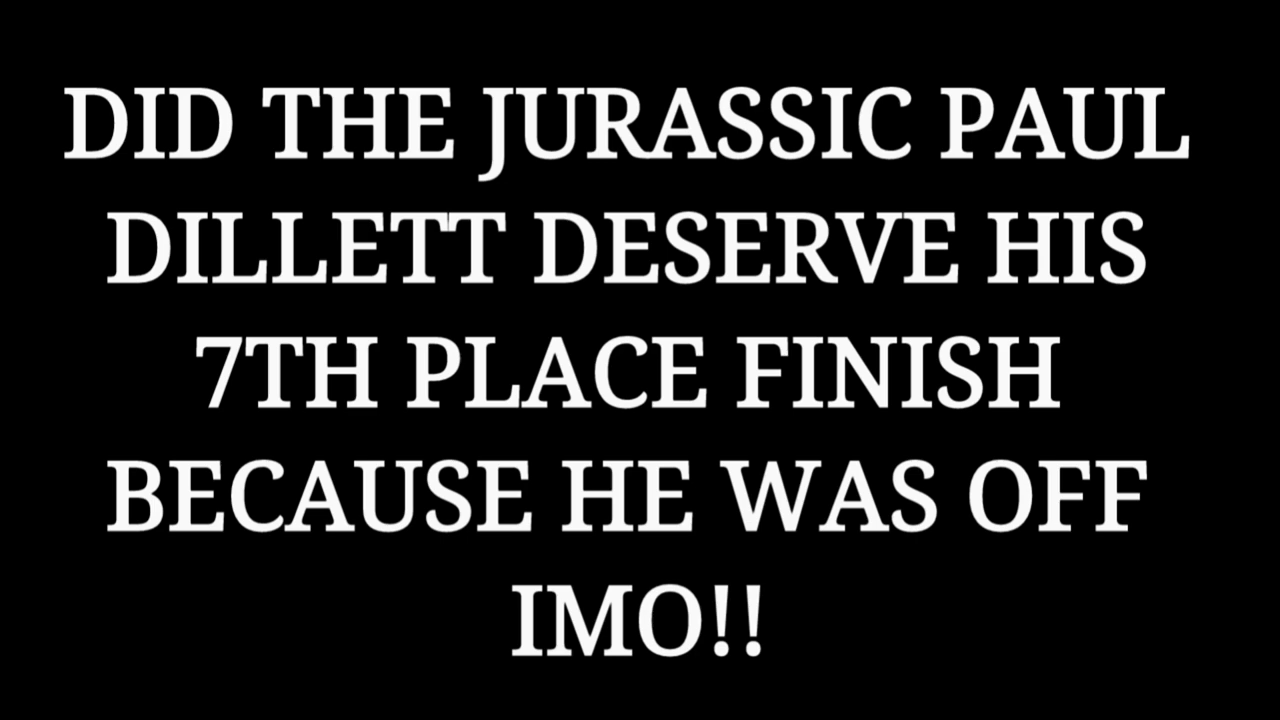 DID THE JURASSIC PAUL
DILLETT DESERVE HIS
7TH PLACE FINISH
BECAUSE HE WAS OFF
IMO!!